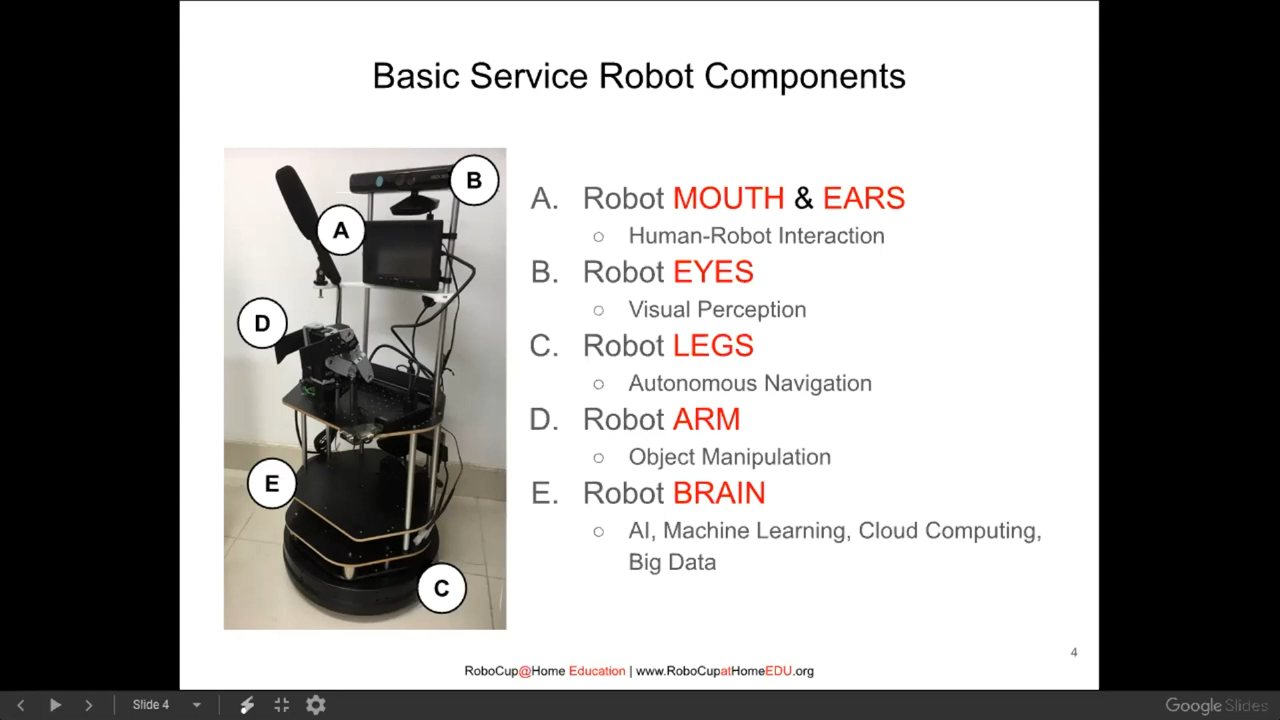 Basic Service Robot Components
B
A
D
E
C
A. Robot MOUTH & EARS
○ Human-Robot Interaction
B. Robot EYES
○ Visual Perception
C. Robot LEGS
○ Autonomous Navigation
D. Robot ARM
○ Object Manipulation
E. Robot BRAIN
○ AI, Machine Learning, Cloud Computing,
Big Data
4
RoboCup@Home Education | www.RoboCupatHomeEDU.org
Slide 4
Google Slides